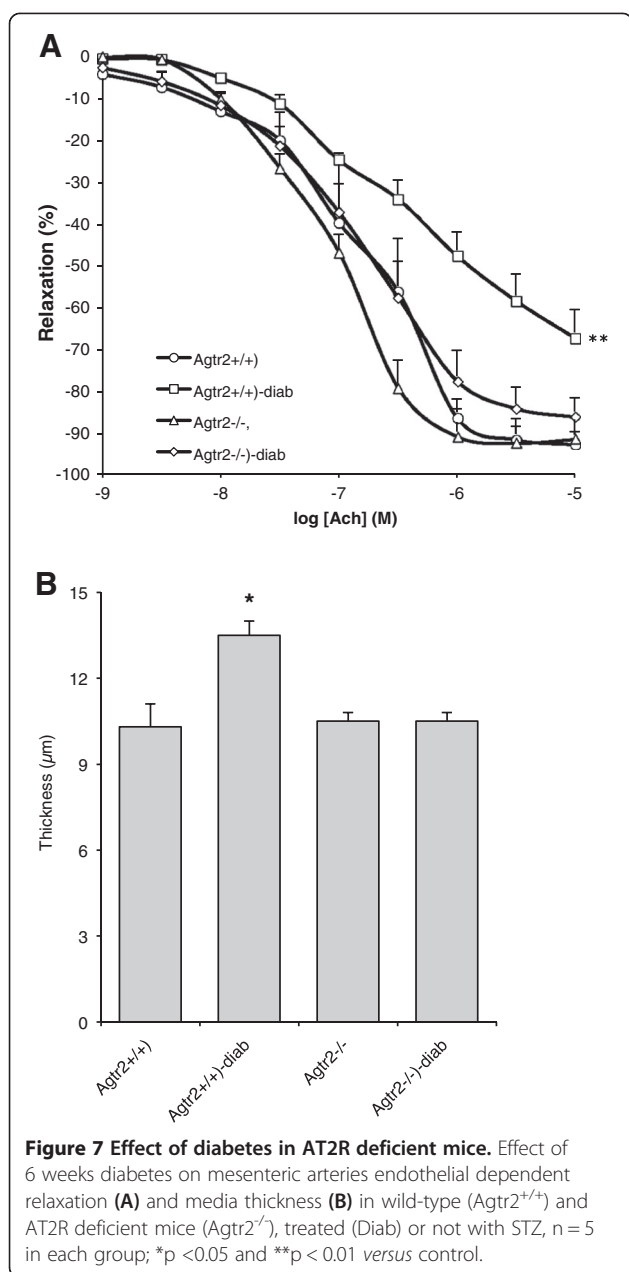 A
0
-10
-20
-30
-40
-50
-60
-70
-80
-90
-100
Relaxation (%)
Agtr2+/+)
Agtr2+/+)-diab
Agtr2-/-,
Agtr2-/-)-diab
**
-9 -8 -7 -6 -5
log [Ach] (M)
B
15
12
9
6
3
0
Thickness (µm)
*
Agtr2+/+)
Agtr2+/+)-diab
Agtr2-/-
Agtr2-/-)-diab
Figure 7 Effect of diabetes in AT2R deficient mice. Effect of
6 weeks diabetes on mesenteric arteries endothelial dependent
relaxation (A) and media thickness (B) in wild-type (Agtr2+/+) and
AT2R deficient mice (Agtr2-/-), treated (Diab) or not with STZ, n = 5
in each group; *p <0.05 and **p < 0.01 versus control.